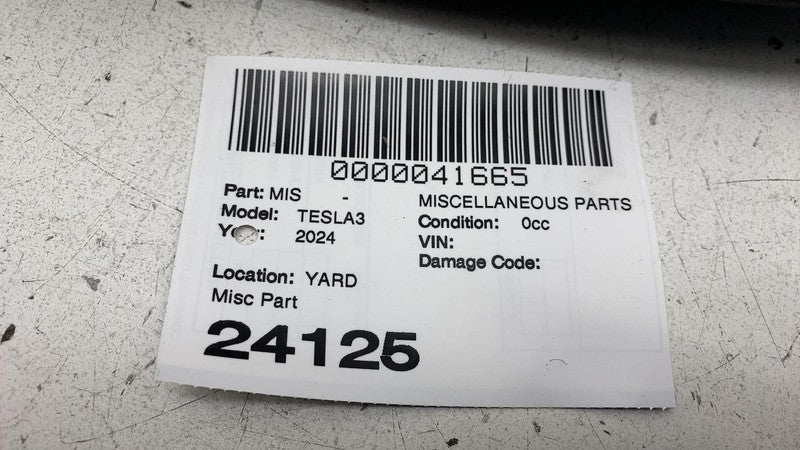 0000041665
Part: MIS - MISCELLANEOUS PARTS
Model: TESLA3 Condition: 0cc
2024 VIN:
Damage Code:
Location: YARD
Misc Part
24125